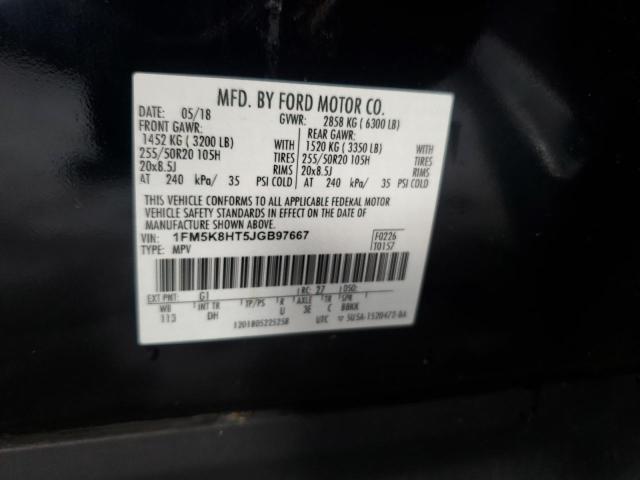 MFD. BY FORD MOTOR CO.
DATE: 05/18 GVWR: 2858 KG ( 6300 LB)
FRONT GAWR: REAR GAWR:
1452 KG ( 3200 LB) WITH 1520 KG ( 3350 LB) WITH
255/50R20 105H TIRES 255/50R20 105H TIRES
20x8.5J RIMS 20x8.5J RIMS
AT 240 kPa/ 35 PSI COLD AT 240 kPa/ 35 PSI COLD
THIS VEHICLE CONFORMS TO ALL APPLICABLE FEDERAL MOTOR
VEHICLE SAFETY STANDARDS IN EFFECT ON THE DATE OF
MANUFACTURE SHOWN ABOVE.
VIN: 1FM5K8HT5JGB97667 F0226
TYPE: MPV T0157
EXT PNT: G1 RC: 27 DSO:
WB INT TR TP/PS R AXLE TR SPR
113 DH U 3E C BBKK
UTC